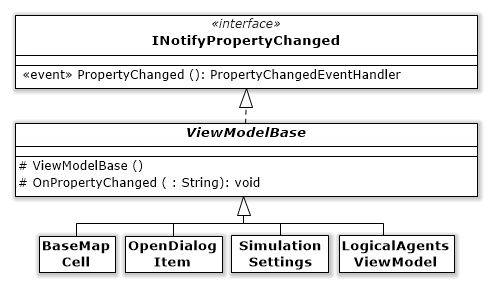 «interface»
INotifyPropertyChanged
«event» PropertyChanged (): PropertyChangedEventHandler
ViewModelBase
# ViewModelBase ()
# OnPropertyChanged ( : String): void
BaseMap
Cell
OpenDialog
Item
Simulation
Settings
LogicalAgents
ViewModel